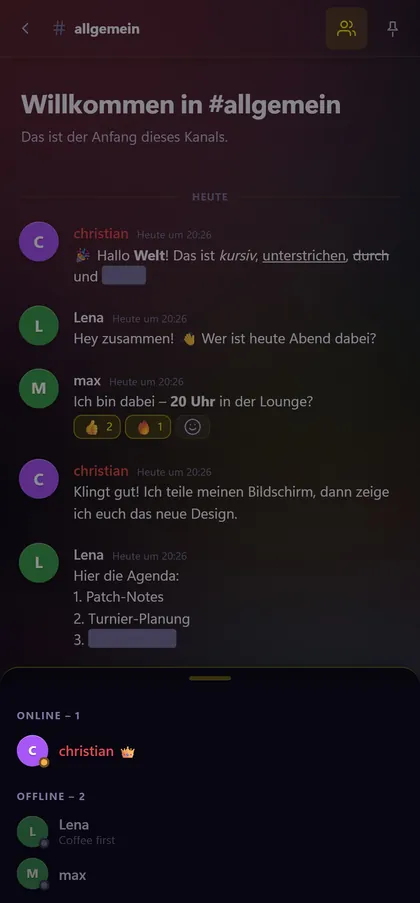 # allgemein
Willkommen in #allgemein
Das ist der Anfang dieses Kanals.
HEUTE
C
christian Heute um 20:26
🎉 Hallo Welt! Das ist kursiv, unterstrichen, durch
und
L
Lena Heute um 20:26
Hey zusammen! 👋 Wer ist heute Abend dabei?
M
max Heute um 20:26
Ich bin dabei – 20 Uhr in der Lounge?
👍 2 🔥 1
C
christian Heute um 20:26
Klingt gut! Ich teile meinen Bildschirm, dann zeige
ich euch das neue Design.
L
Lena Heute um 20:26
Hier die Agenda:
1. Patch-Notes
2. Turnier-Planung
3.
ONLINE – 1
C
christian 👑
OFFLINE – 2
L
Lena
Coffee first
M
max